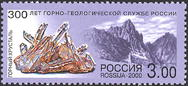 300 ЛЕТ ГОРНО-ГЕОЛОГИЧЕСКОЙ СЛУЖБЕ РОССИИ
ГОРНЫЙ ХРУСТАЛЬ
РОССИЯ
ROSSIJA·2000
3.00